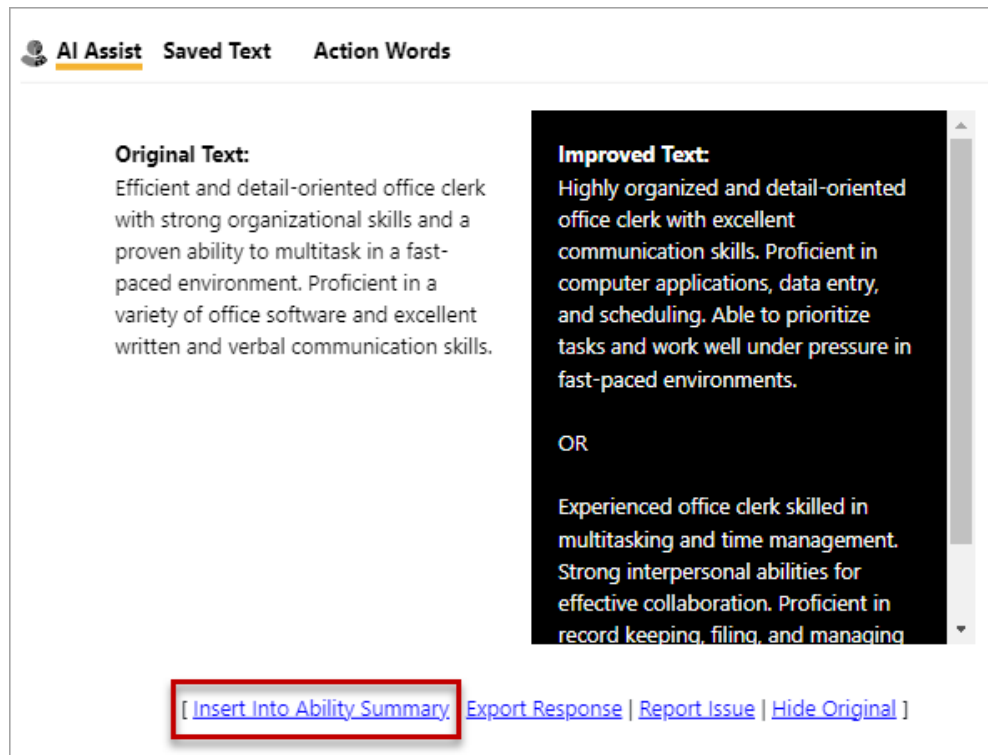 AI Assist Saved Text Action Words
Original Text:
Efficient and detail-oriented office clerk
with strong organizational skills and a
proven ability to multitask in a fast-
paced environment. Proficient in a
variety of office software and excellent
written and verbal communication skills.
Improved Text:
Highly organized and detail-oriented
office clerk with excellent
communication skills. Proficient in
computer applications, data entry,
and scheduling. Able to prioritize
tasks and work well under pressure in
fast-paced environments.
OR
Experienced office clerk skilled in
multitasking and time management.
Strong interpersonal abilities for
effective collaboration. Proficient in
record keeping, filing, and managing
[ Insert Into Ability Summary Export Response | Report Issue | Hide Original ]